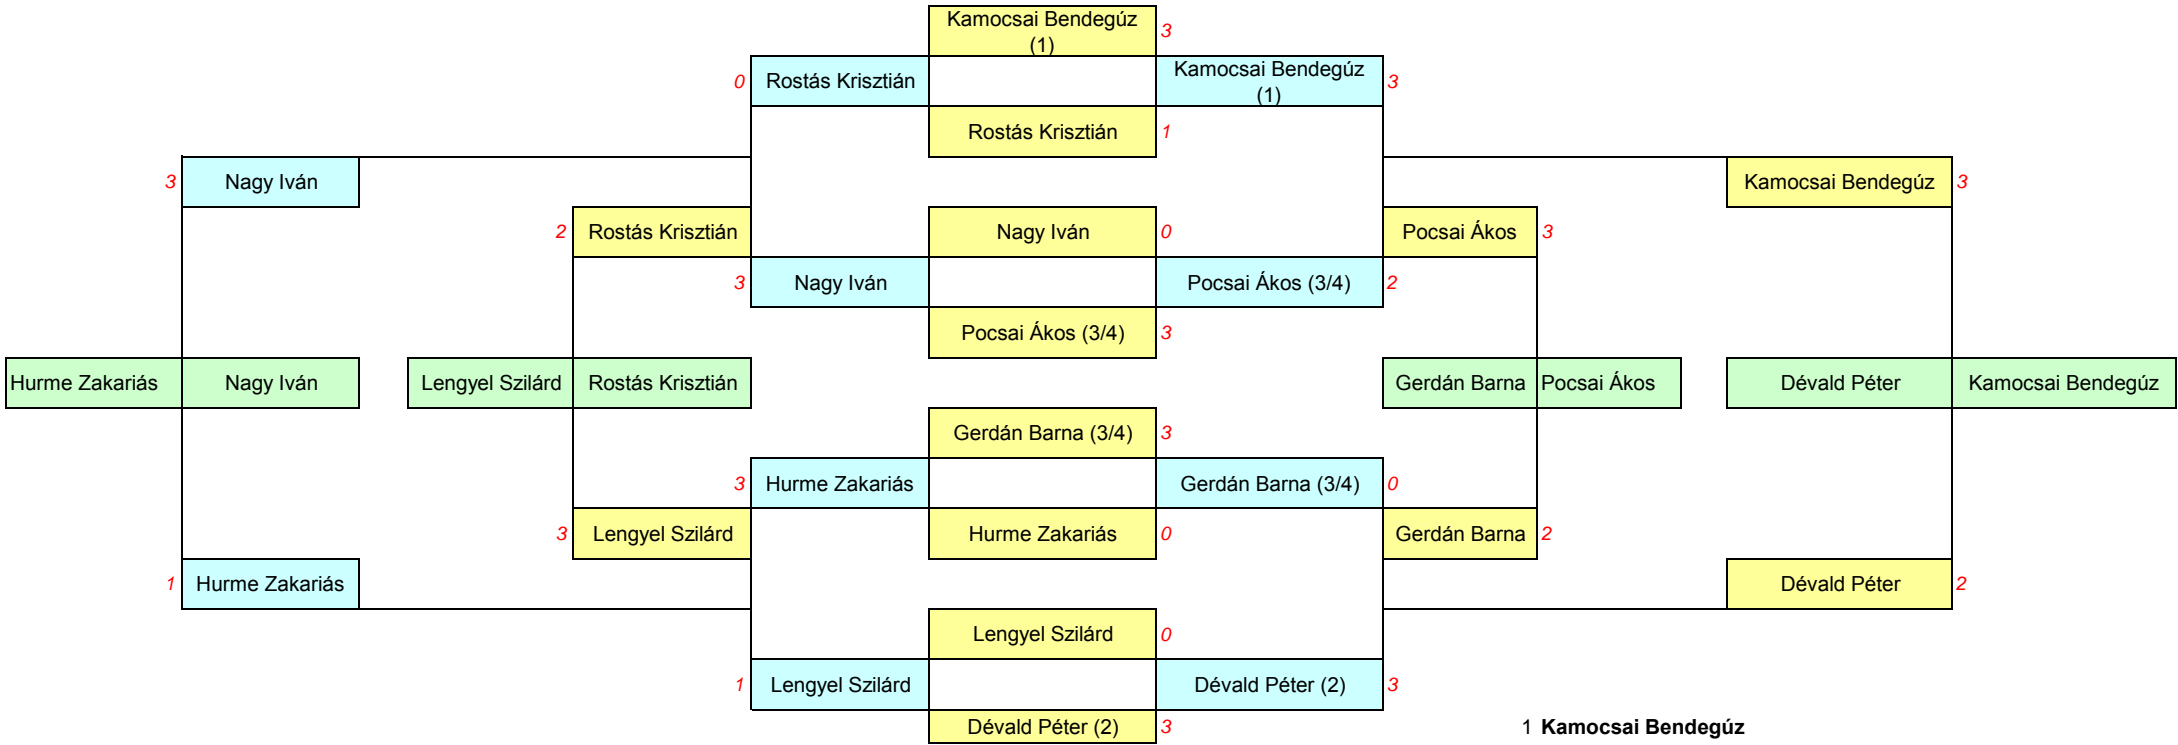 Kamocsai Bendegúz 3
(1)
0 Rostás Krisztián Kamocsai Bendegúz 3
(1)
Rostás Krisztián 1
3 Nagy Iván Kamocsai Bendegúz 3
2 Rostás Krisztián Nagy Iván 0 Pocsai Ákos 3
3 Nagy Iván Pocsai Ákos (3/4) 2
Pocsai Ákos (3/4) 3
Hurme Zakariás Nagy Iván Lengyel Szilárd Rostás Krisztián Gerdán Barna Pocsai Ákos Dévald Péter Kamocsai Bendegúz
Gerdán Barna (3/4) 3
3 Hurme Zakariás Gerdán Barna (3/4) 0
3 Lengyel Szilárd Hurme Zakariás 0 Gerdán Barna 2
1 Hurme Zakariás Dévald Péter 2
Lengyel Szilárd 0
1 Lengyel Szilárd Dévald Péter (2) 3
Dévald Péter (2) 3 1 Kamocsai Bendegúz